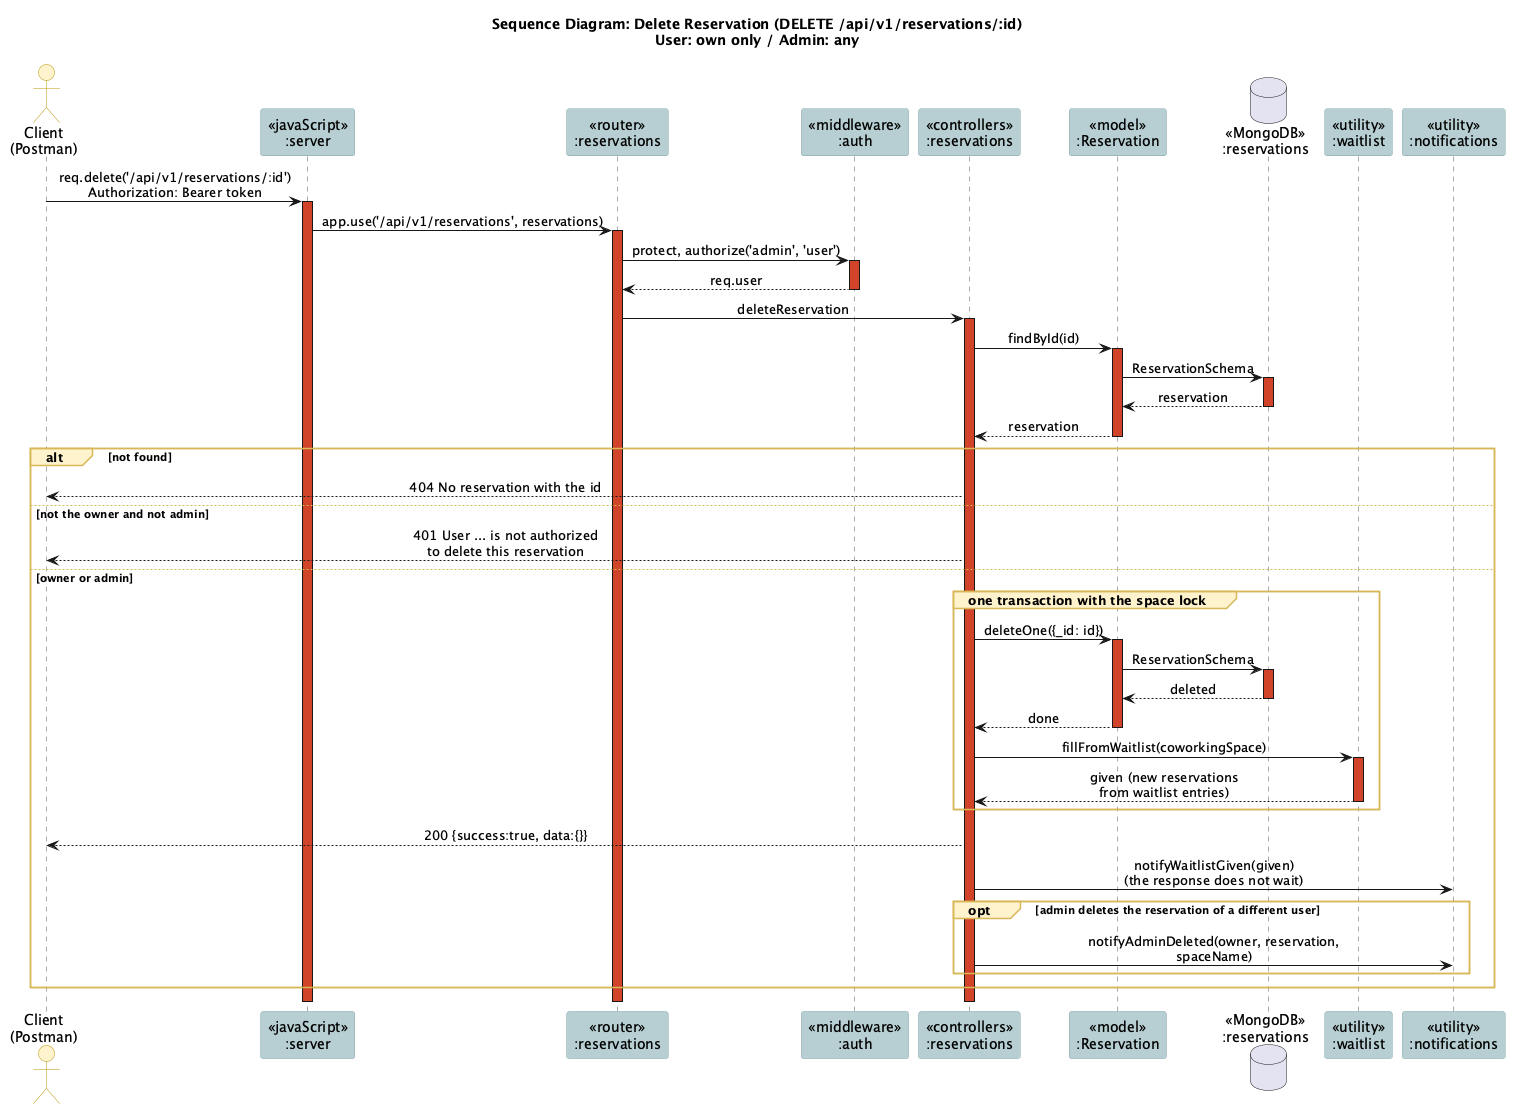 Sequence Diagram: Delete Reservation (DELETE /api/v1/reservations/:id)
User: own only / Admin: any
Client
(Postman)
«javaScript»
:server
«router»
:reservations
«middleware»
:auth
«controllers»
:reservations
«model»
:Reservation
«MongoDB»
:reservations
«utility»
:waitlist
«utility»
:notifications
req.delete('/api/v1/reservations/:id')
Authorization: Bearer token
app.use('/api/v1/reservations', reservations)
protect, authorize('admin', 'user')
req.user
deleteReservation
findById(id)
ReservationSchema
reservation
reservation
alt [not found]
404 No reservation with the id
[not the owner and not admin]
401 User ... is not authorized
to delete this reservation
[owner or admin]
one transaction with the space lock
deleteOne({_id: id})
ReservationSchema
deleted
done
fillFromWaitlist(coworkingSpace)
given (new reservations
from waitlist entries)
200 {success:true, data:{}}
notifyWaitlistGiven(given)
(the response does not wait)
opt [admin deletes the reservation of a different user]
notifyAdminDeleted(owner, reservation,
spaceName)
Client
(Postman)
«javaScript»
:server
«router»
:reservations
«middleware»
:auth
«controllers»
:reservations
«model»
:Reservation
«MongoDB»
:reservations
«utility»
:waitlist
«utility»
:notifications